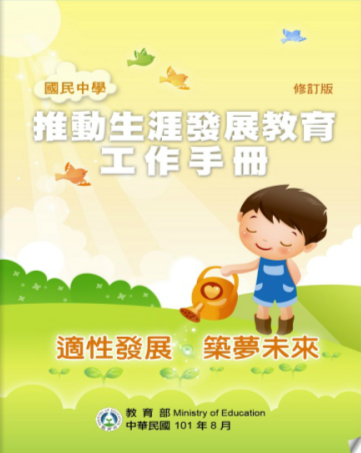 國民中學
修訂版
推動生涯發展教育
工作手冊
適性發展 築夢未來
教育部 Ministry of Education
中華民國 101 年 8 月